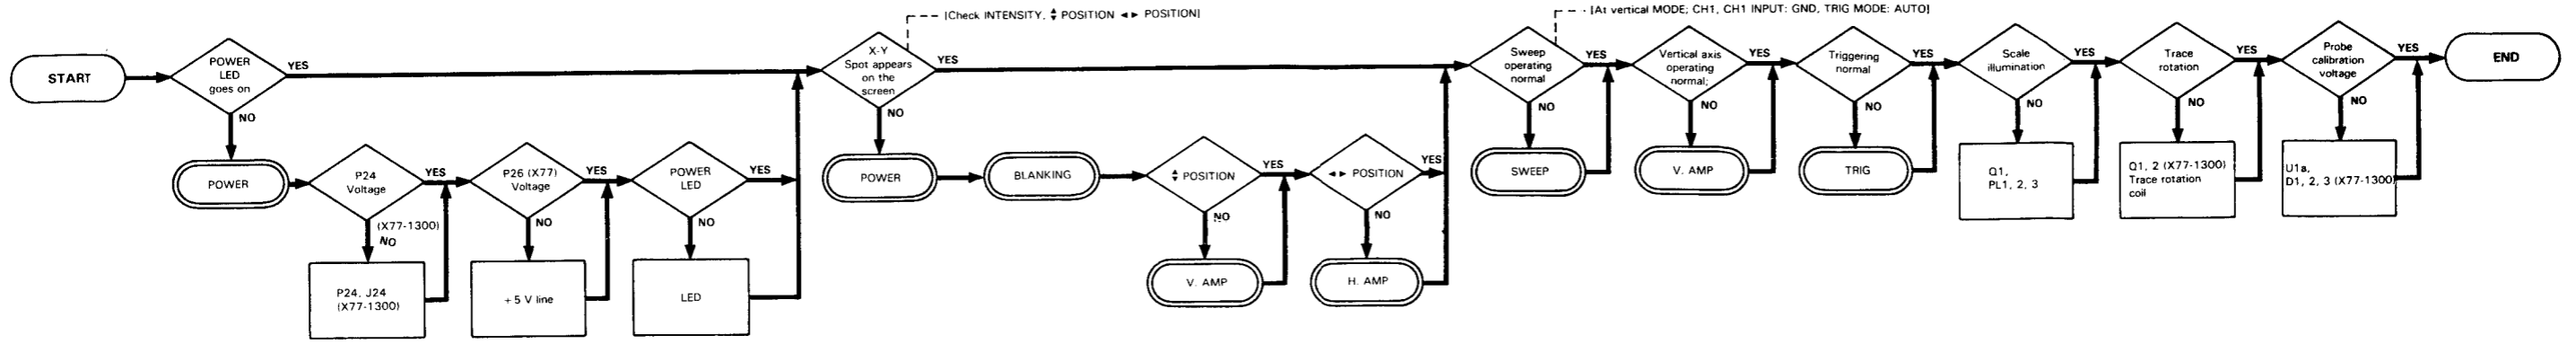 [Check INTENSITY, ▲▼ POSITION ◄► POSITION]
[At vertical MODE; CH1, CH1 INPUT: GND, TRIG MODE: AUTO]
START
POWER
LED
goes on
YES
NO
POWER
P24
Voltage
YES
(X77-1300)
NO
P24, J24
(X77-1300)
P26 (X77)
Voltage
YES
NO
+5 V line
POWER
LED
YES
NO
LED
X-Y
Spot appears
on the
screen
YES
NO
POWER
BLANKING
▲▼ POSITION
YES
NO
V. AMP
◄► POSITION
YES
NO
H. AMP
Sweep
operating
normal
YES
NO
SWEEP
Vertical axis
operating
normal;
YES
NO
V. AMP
Triggering
normal
YES
NO
TRIG
Scale
illumination
YES
NO
Q1,
PL1, 2, 3
Trace
rotation
YES
NO
Q1, 2 (X77-1300)
Trace rotation
coil
Probe
calibration
voltage
YES
NO
U1a,
D1, 2, 3 (X77-1300)
END